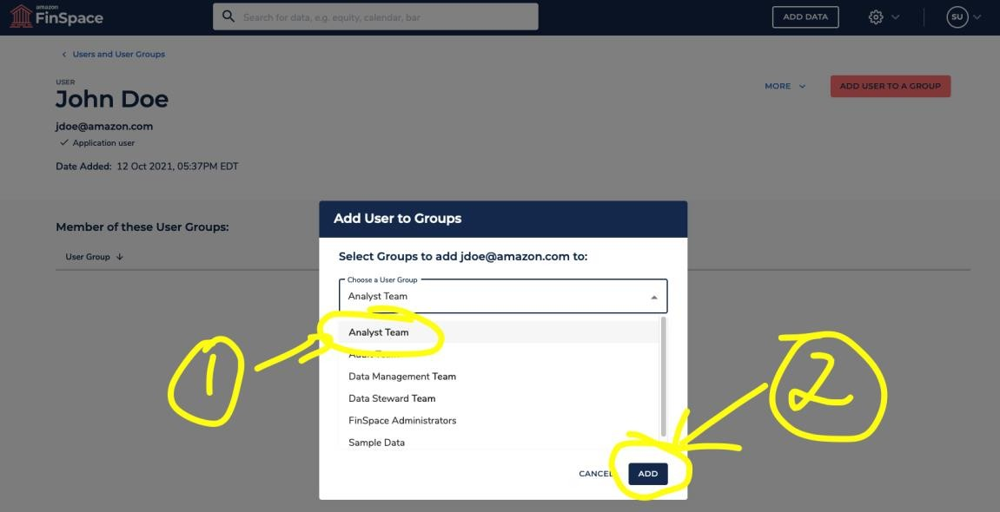 amazon
FinSpace
Search for data, e.g. equity, calendar, bar
ADD DATA
SU
Users and User Groups
USER
John Doe
MORE
ADD USER TO A GROUP
jdoe@amazon.com
Application user
Date Added: 12 Oct 2021, 05:37PM EDT
Add User to Groups
Member of these User Groups:
User Group
Select Groups to add jdoe@amazon.com to:
Choose a User Group
Analyst Team
Analyst Team
Audit Team
Data Management Team
Data Steward Team
FinSpace Administrators
Sample Data
CANCEL
ADD
1
2